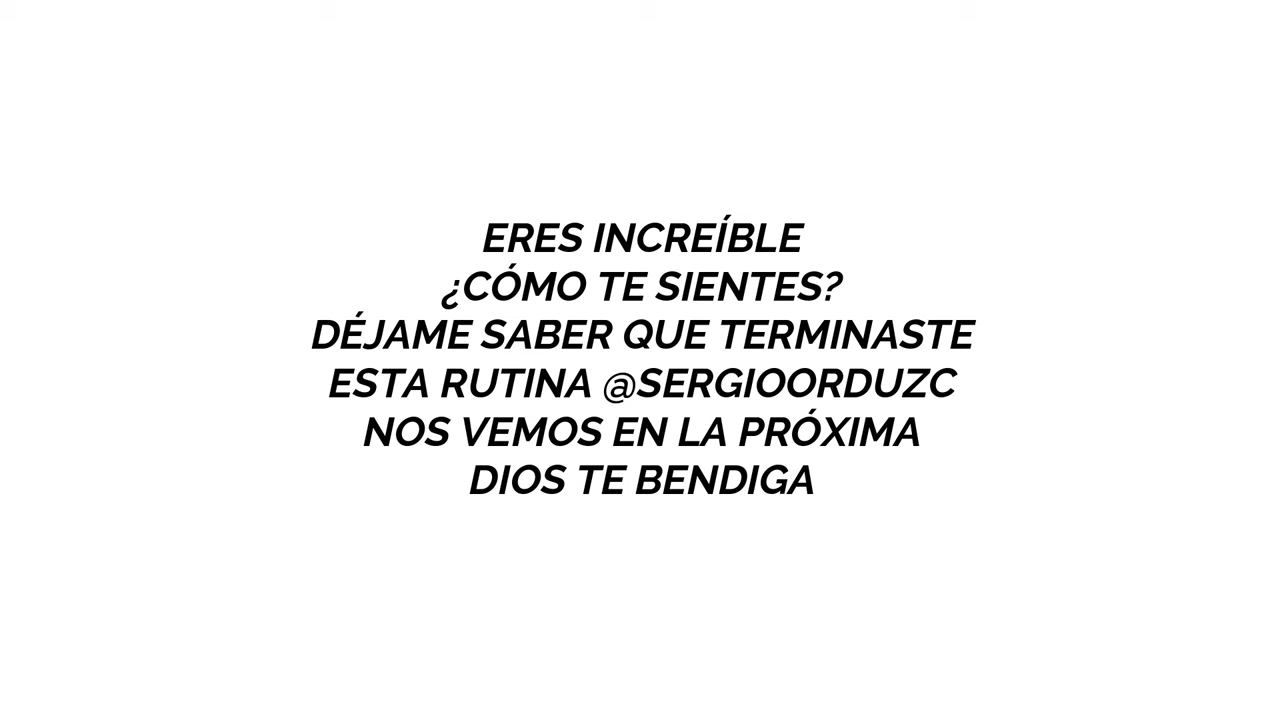 ERES INCREÍBLE
¿CÓMO TE SIENTES?
DÉJAME SABER QUE TERMINASTE
ESTA RUTINA @SERGIOORDUZC
NOS VEMOS EN LA PRÓXIMA
DIOS TE BENDIGA